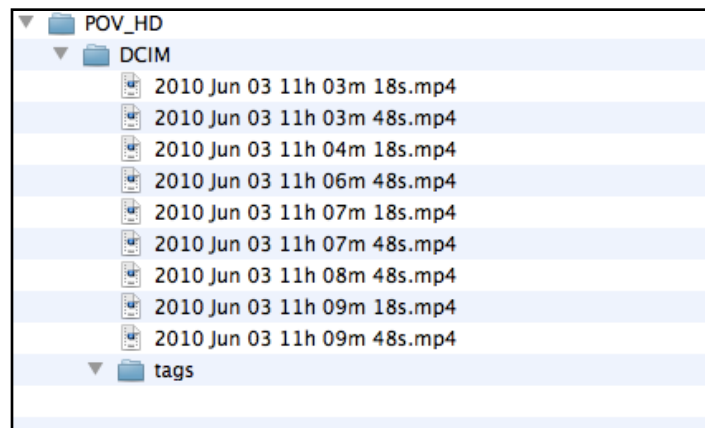 POV_HD
DCIM
2010 Jun 03 11h 03m 18s.mp4
2010 Jun 03 11h 03m 48s.mp4
2010 Jun 03 11h 04m 18s.mp4
2010 Jun 03 11h 06m 48s.mp4
2010 Jun 03 11h 07m 18s.mp4
2010 Jun 03 11h 07m 48s.mp4
2010 Jun 03 11h 08m 48s.mp4
2010 Jun 03 11h 09m 18s.mp4
2010 Jun 03 11h 09m 48s.mp4
tags